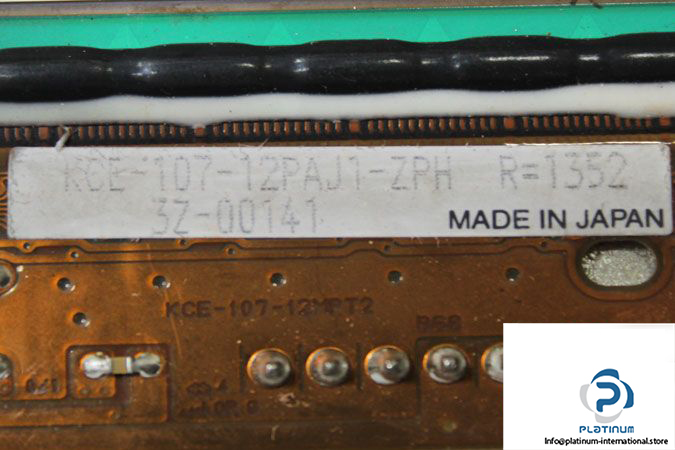 KCE-107-12PAJ1-ZPH R=1352
3Z-00141
MADE IN JAPAN
KCE-107-12MPT2
PLATINUM
Info@platinum-international.store